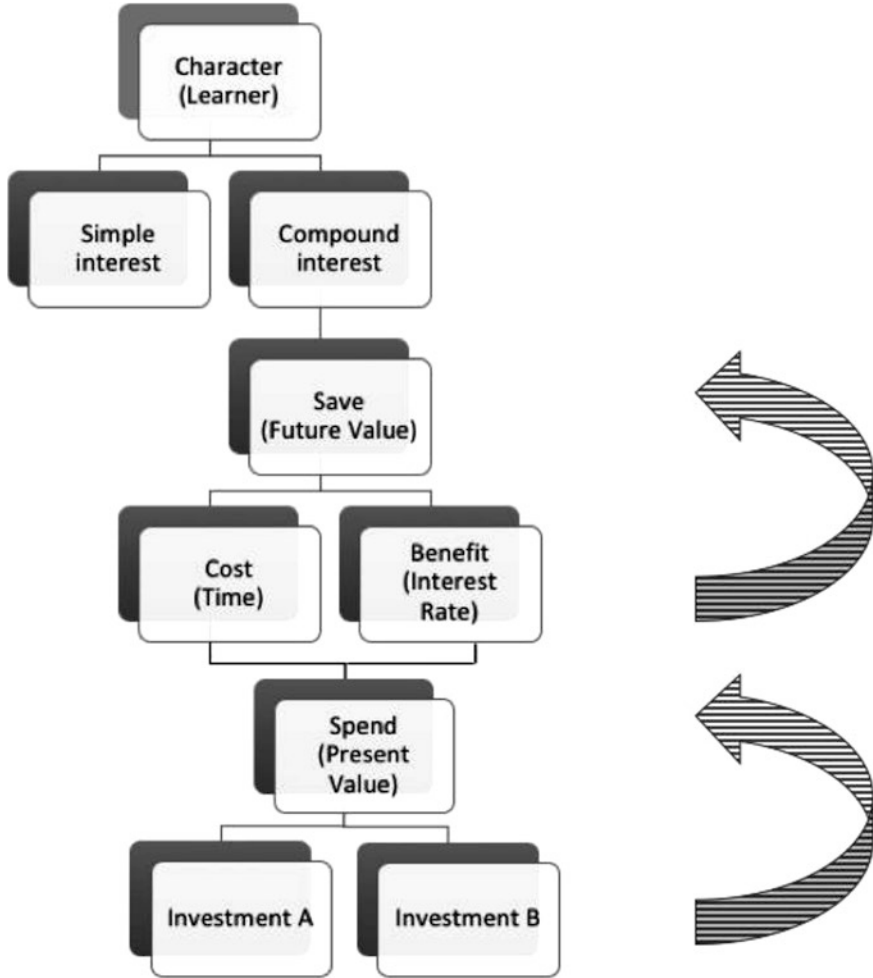 Character
(Learner)
Simple
interest
Compound
interest
Save
(Future Value)
Cost
(Time)
Benefit
(Interest
Rate)
Spend
(Present
Value)
Investment A
Investment B